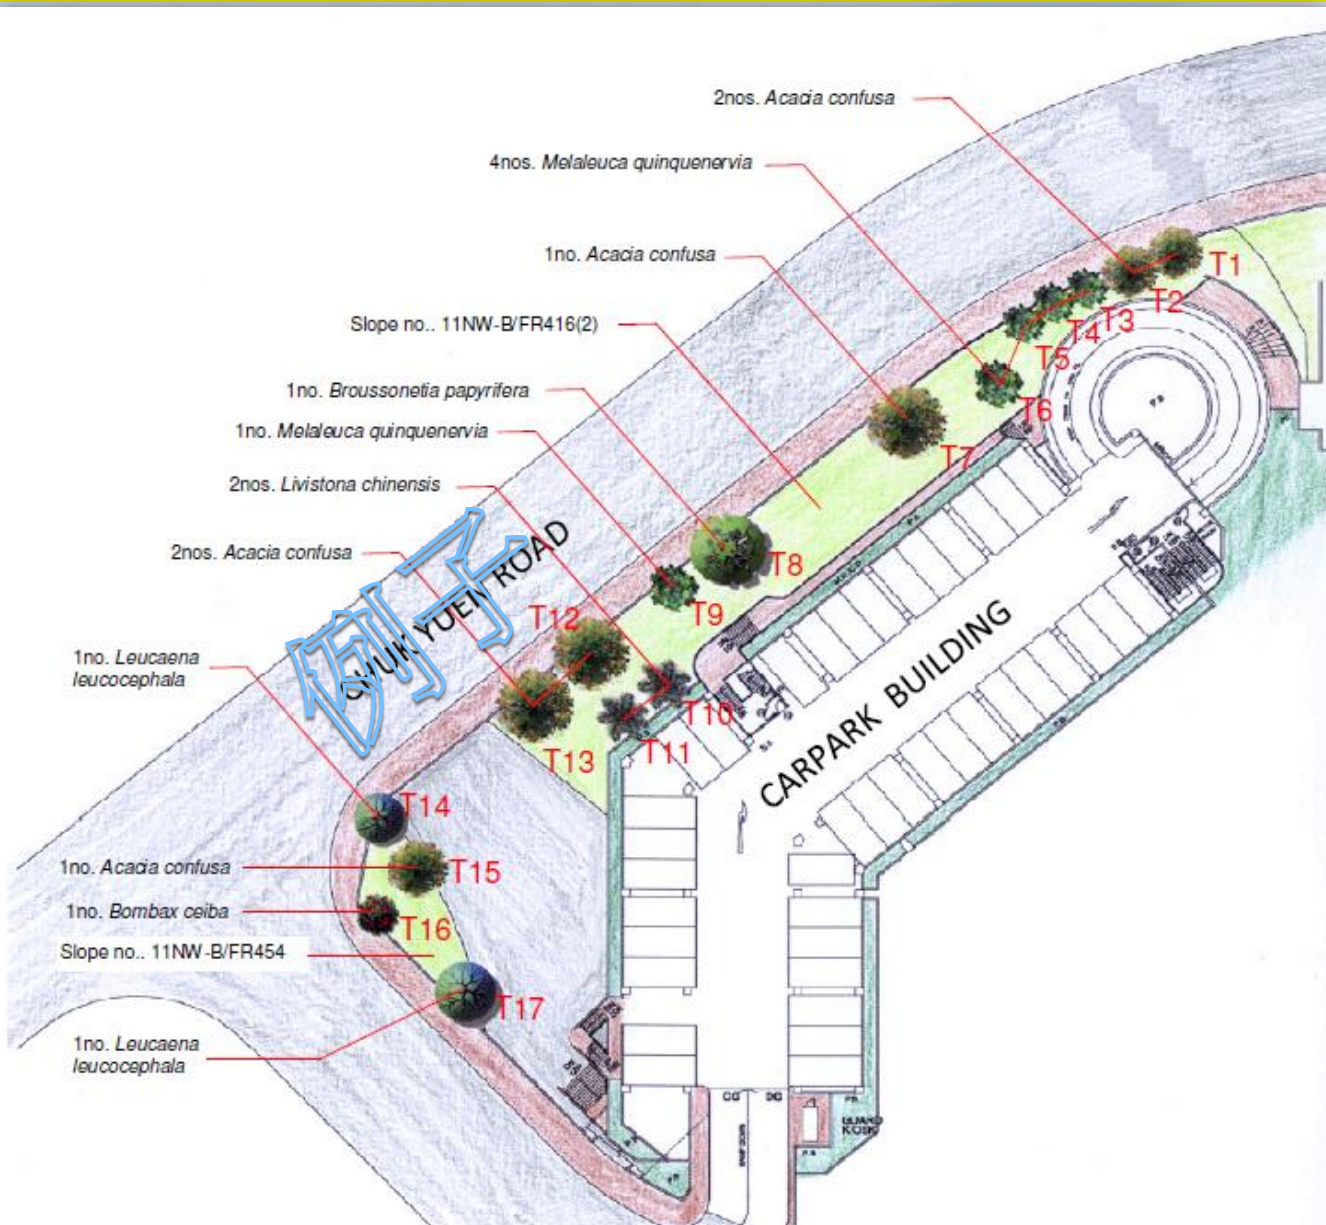 2nos. Acacia confusa
4nos. Melaleuca quinquenervia
1no. Acacia confusa
Slope no.. 11NW-B/FR416(2)
1no. Broussonetia papyrifera
1no. Melaleuca quinquenervia
2nos. Livistona chinensis
2nos. Acacia confusa
1no. Leucaena
leucocephala
1no. Acacia confusa
1no. Bombax ceiba
Slope no.. 11NW-B/FR454
1no. Leucaena
leucocephala
T1
T2
T3
T4
T5
T6
T7
T8
T9
T10
T11
T12
T13
T14
T15
T16
T17
CHUK YUEN ROAD
例子
CARPARK BUILDING
GUARD
KIOSK